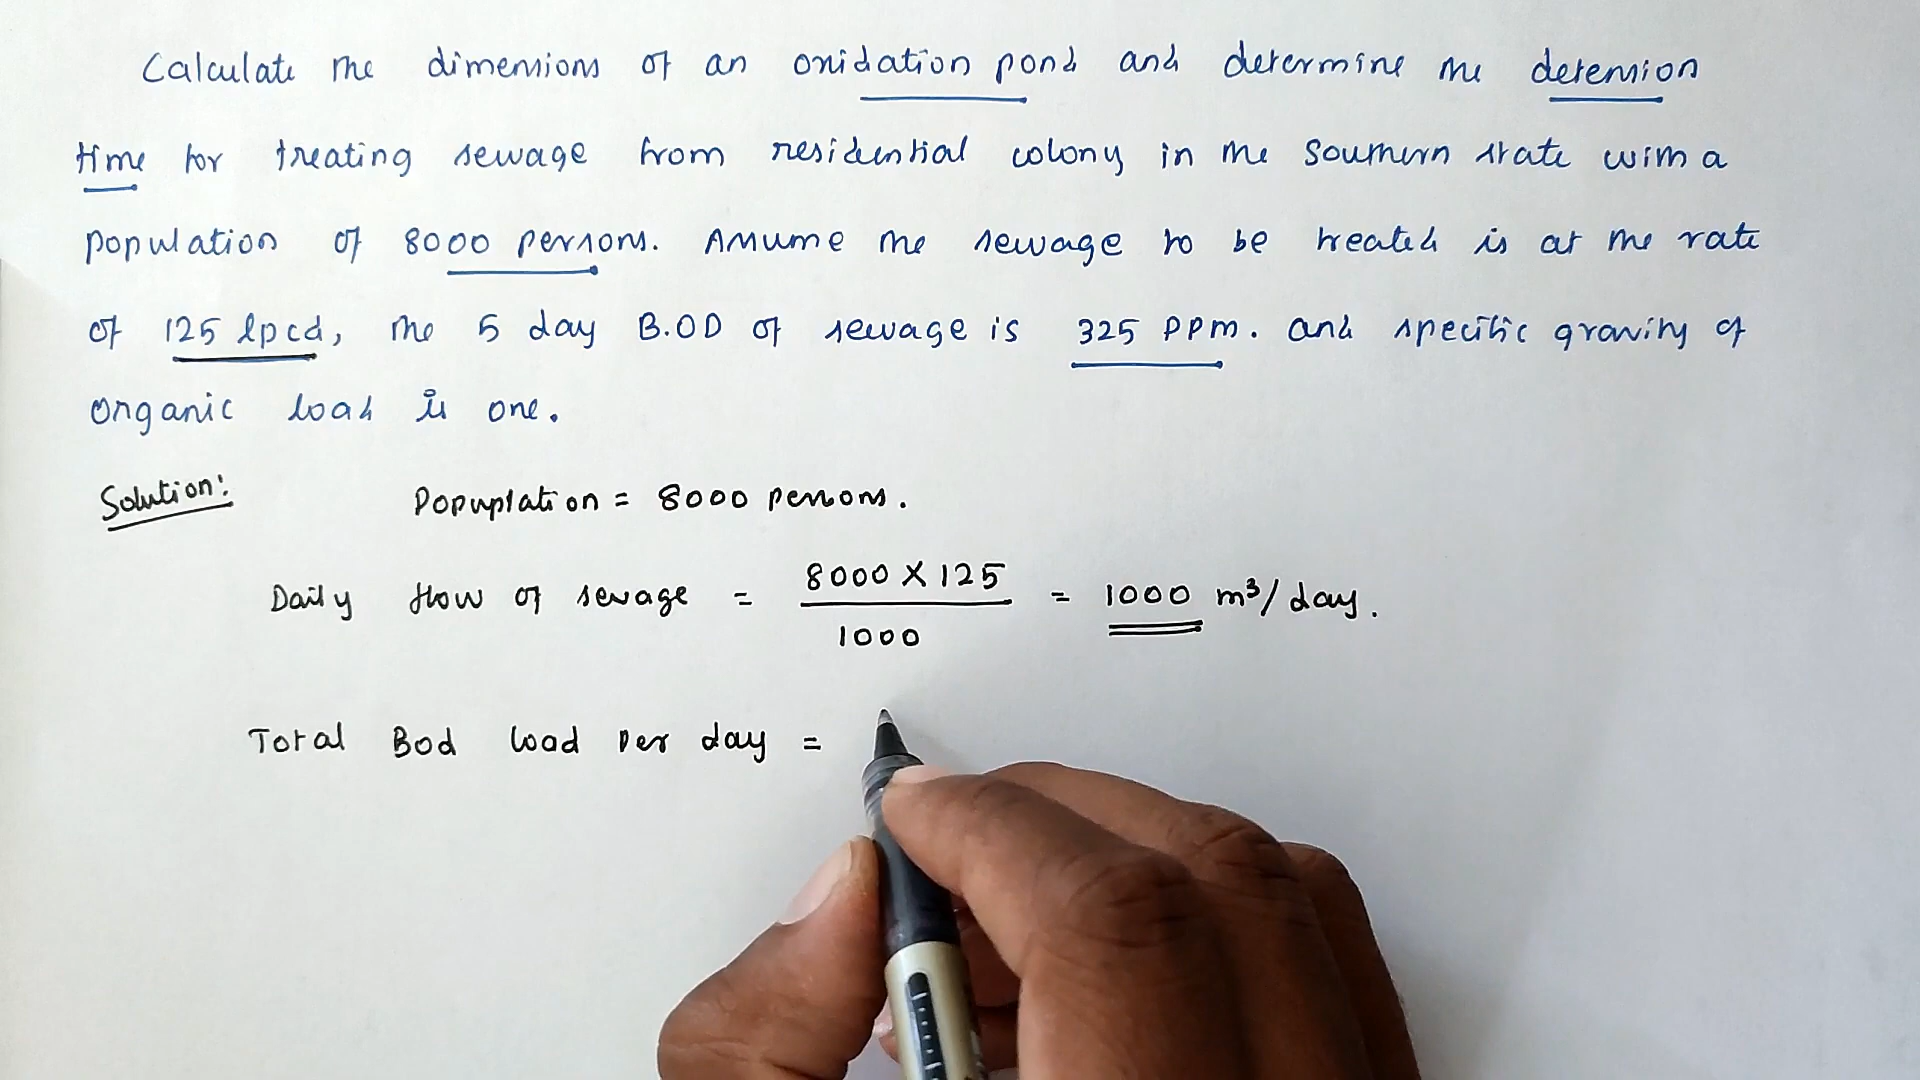 Calculate the dimensions of an oxidation pond and determine the detension
time for treating sewage from residential colony in the southern state with a
population of 8000 persons. Assume the sewage to be treated is at the rate
of 125 lpcd, the 5 day B.OD of sewage is 325 PPm. and specific gravity of
organic load is one.
Solution:
Popuplation = 8000 persons.
Daily flow of sewage = 8000 X 125 / 1000 = 1000 m³/day.
Total Bod load per day =